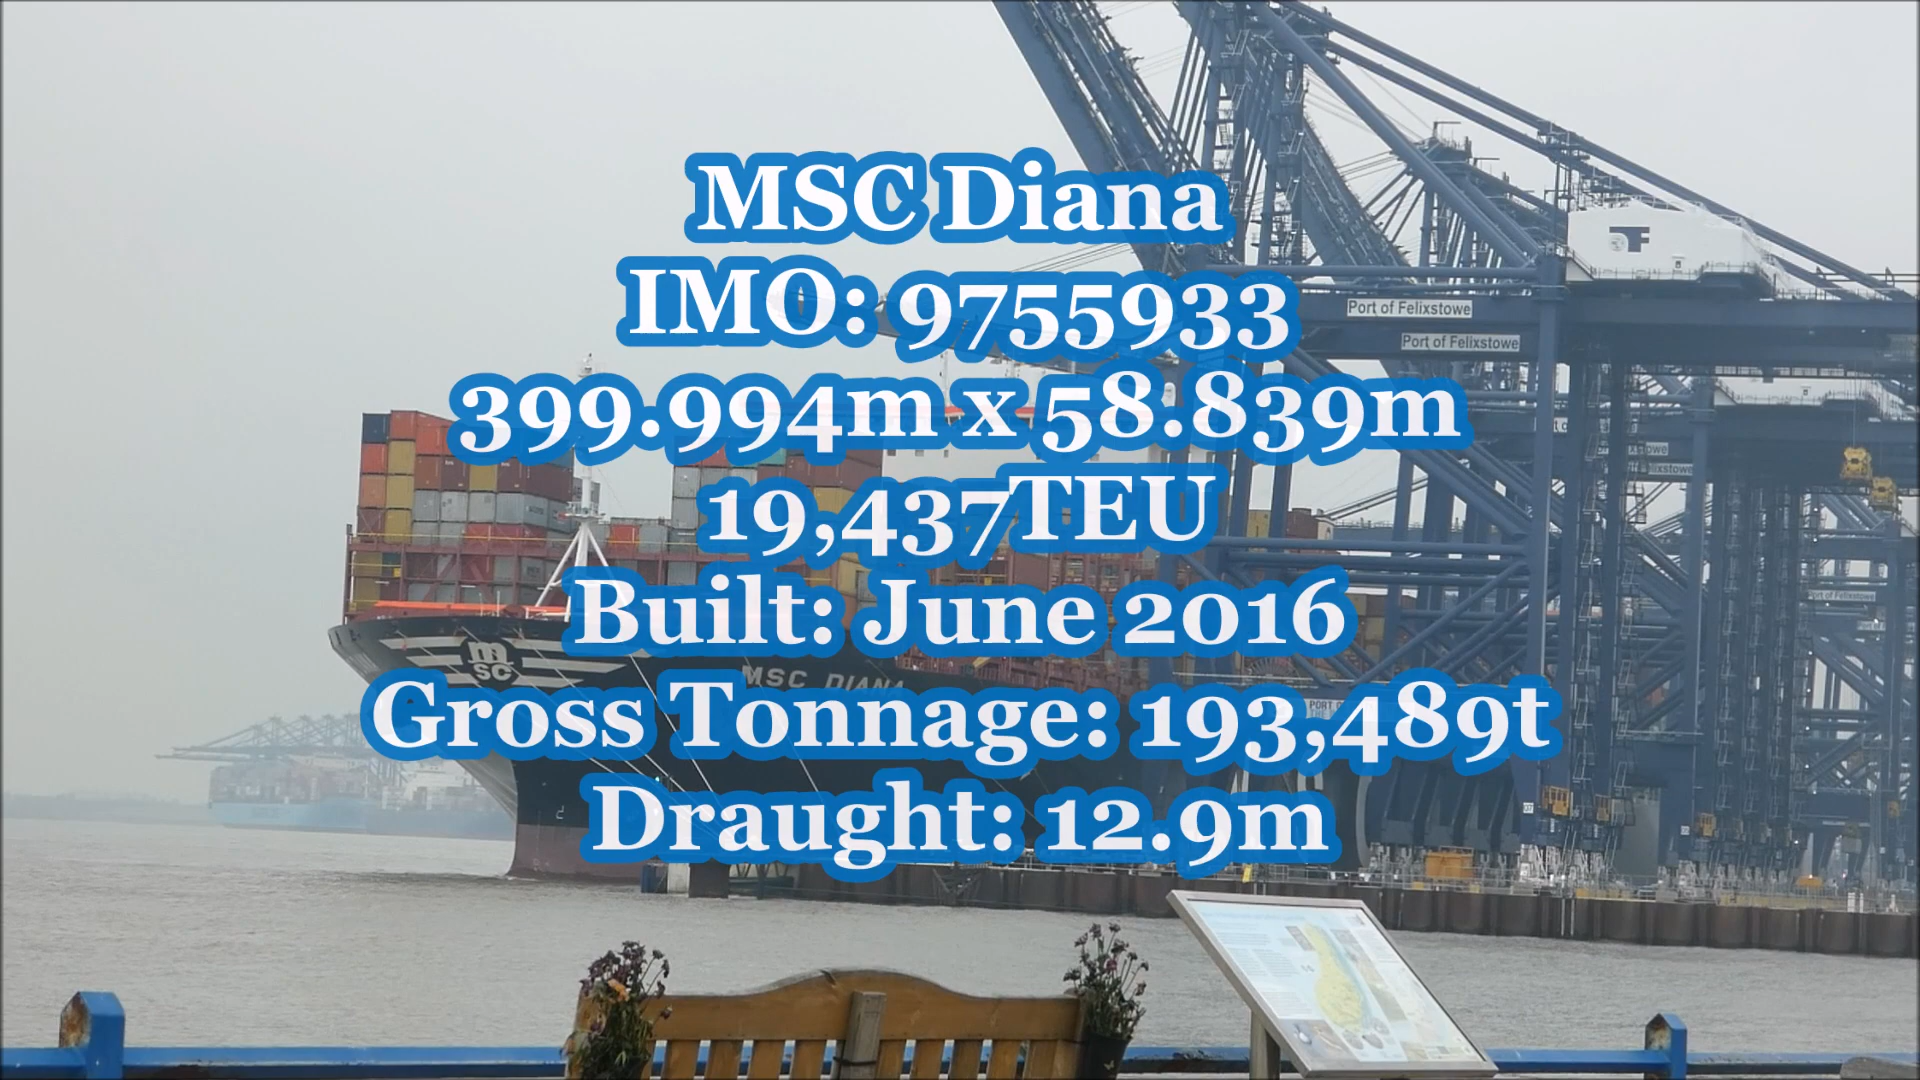 MSC Diana
IMO: 9755933
399.994m x 58.839m
19,437TEU
Built: June 2016
Gross Tonnage: 193,489t
Draught: 12.9m
Port of Felixstowe
Port of Felixstowe
msc
MSC DIANA